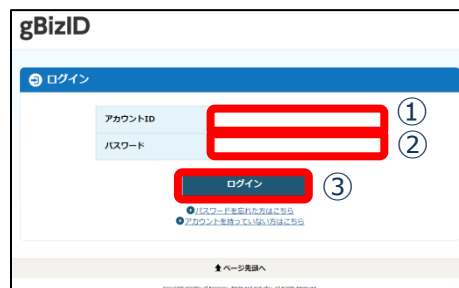 gBizID
ログイン
アカウントID
①
パスワード
②
ログイン
③
パスワードを忘れた方はこちら
アカウントを持っていない方はこちら
ページ先頭へ